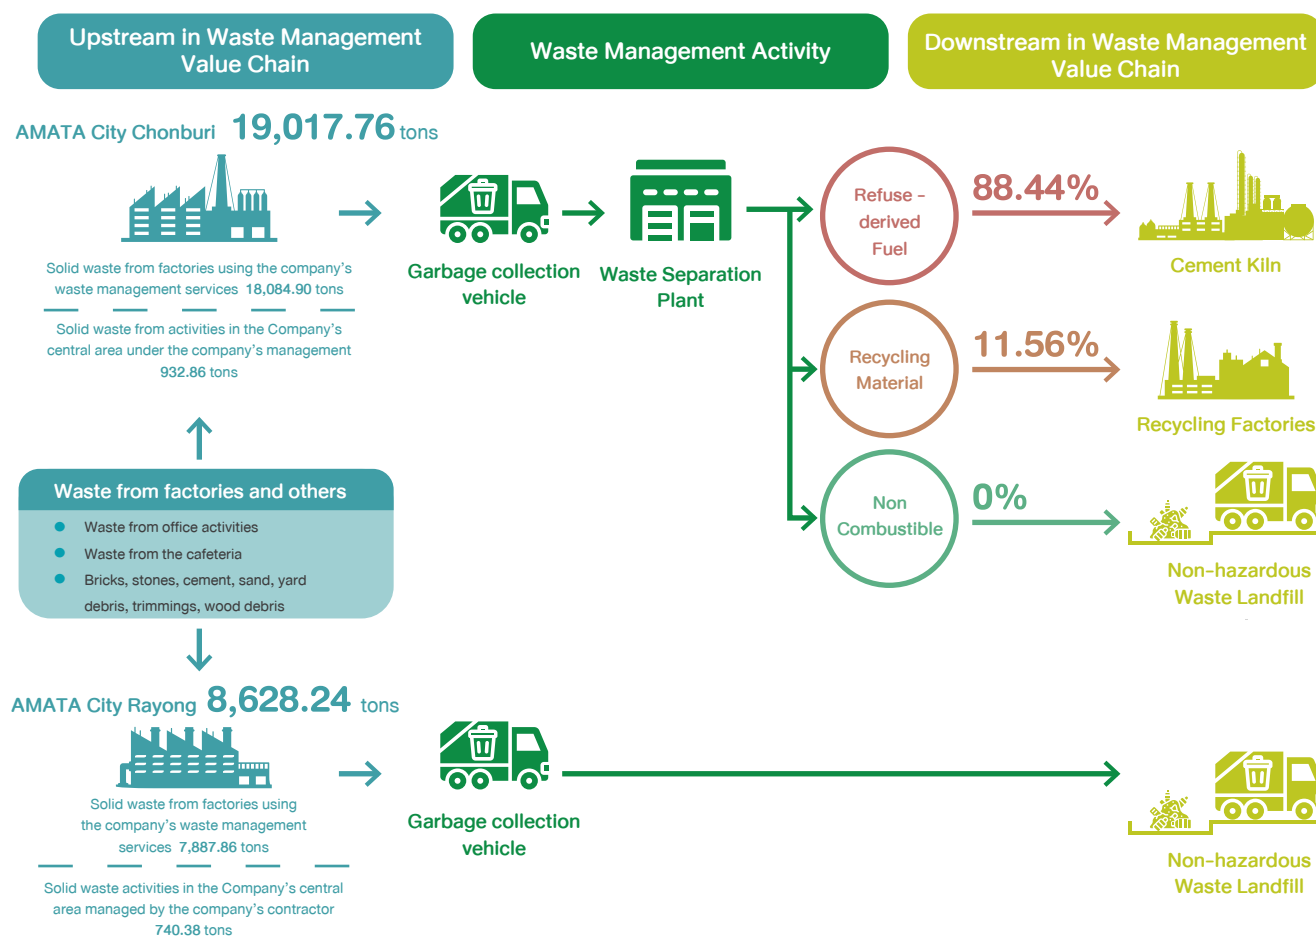 Upstream in Waste Management
Value Chain
Waste Management Activity
Downstream in Waste Management
Value Chain
AMATA City Chonburi 19,017.76 tons
Solid waste from factories using the company's
waste management services 18,084.90 tons
Solid waste from activities in the Company's
central area under the company's management
932.86 tons
Garbage collection
vehicle
Waste Separation
Plant
Refuse -
derived
Fuel
88.44%
Cement Kiln
Recycling
Material
11.56%
Recycling Factories
Non
Combustible
0%
Non-hazardous
Waste Landfill
Waste from factories and others
Waste from office activities
Waste from the cafeteria
Bricks, stones, cement, sand, yard
debris, trimmings, wood debris
AMATA City Rayong 8,628.24 tons
Solid waste from factories using
the company's waste management
services 7,887.86 tons
Solid waste activities in the Company's central
area managed by the company's contractor
740.38 tons
Garbage collection
vehicle
Non-hazardous
Waste Landfill